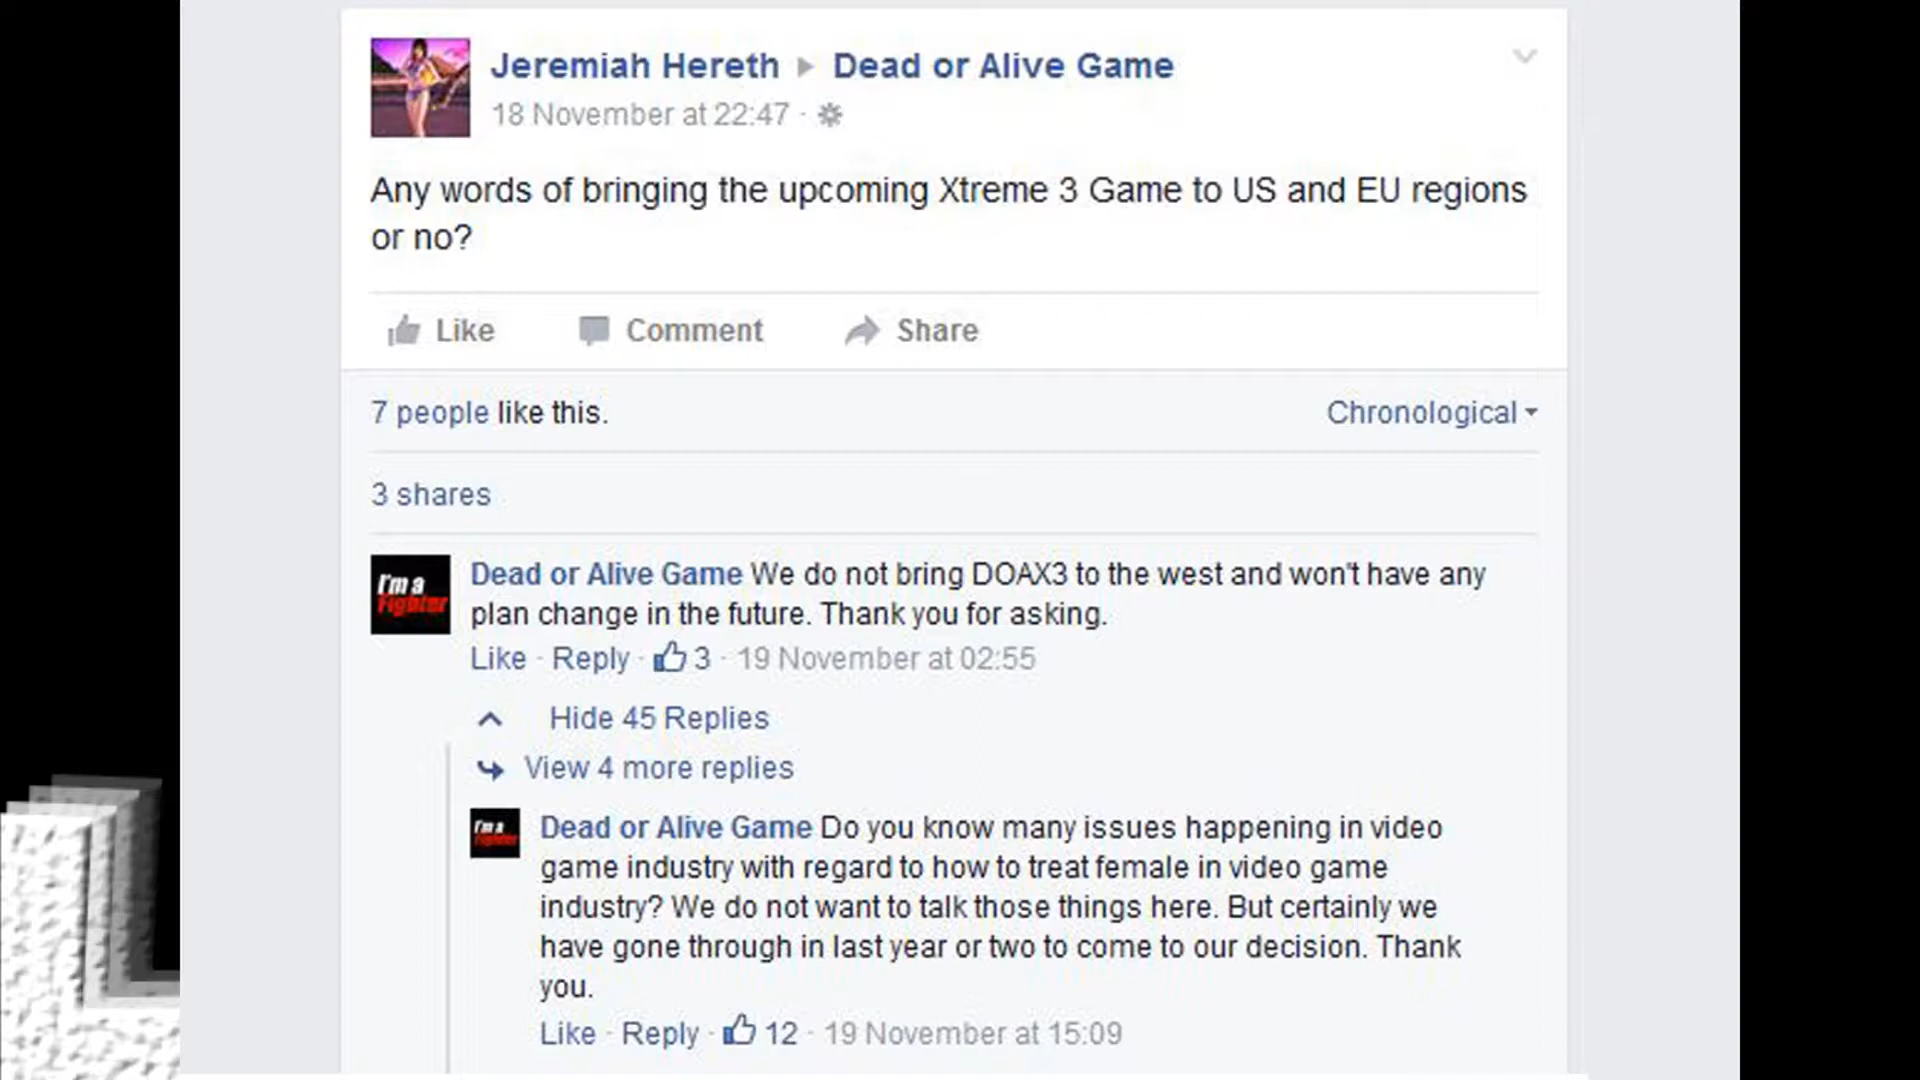 Jeremiah Hereth ▸ Dead or Alive Game
18 November at 22:47 ·
Any words of bringing the upcoming Xtreme 3 Game to US and EU regions
or no?
Like Comment Share
7 people like this. Chronological
3 shares
I'm a
Fighter
Dead or Alive Game We do not bring DOAX3 to the west and won't have any
plan change in the future. Thank you for asking.
Like · Reply · 3 · 19 November at 02:55
Hide 45 Replies
View 4 more replies
I'm a
Fighter
Dead or Alive Game Do you know many issues happening in video
game industry with regard to how to treat female in video game
industry? We do not want to talk those things here. But certainly we
have gone through in last year or two to come to our decision. Thank
you.
Like · Reply · 12 · 19 November at 15:09